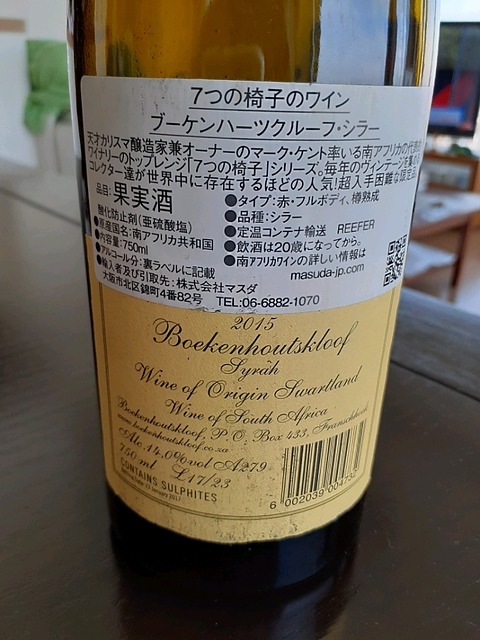 7つの椅子のワイン
ブーケンハーツクルーフ・シラー
天才カリスマ醸造家兼オーナーのマーク・ケント率いる南アフリカの代表的
ワイナリーのトップレンジ「7つの椅子」シリーズ。毎年のヴィンテージを集める
コレクター達が世界中に存在するほどの人気!超入手困難な限定品
品目:果実酒
酸化防止剤(亜硫酸塩)
●原産国名:南アフリカ共和国
●内容量:750ml
●アルコール分:裏ラベルに記載
●輸入者及び引取先:株式会社マスダ
大阪市北区錦町4番82号 TEL:06-6882-1070
●タイプ:赤・フルボディ、樽熟成
●品種:シラー
●定温コンテナ輸送 REEFER
●飲酒は20歳になってから。
●南アフリカワインの詳しい情報は
masuda-jp.com
2015
Boekenhoutskloof
Syrah
Wine of Origin Swartland
Wine of South Africa
Boekenhoutskloof, P.O. Box 433, Franschhoek
www.boekenhoutskloof.co.za
Alc 14,0%vol A279
750 ml L17/23
CONTAINS SULPHITES
6 002039 004732